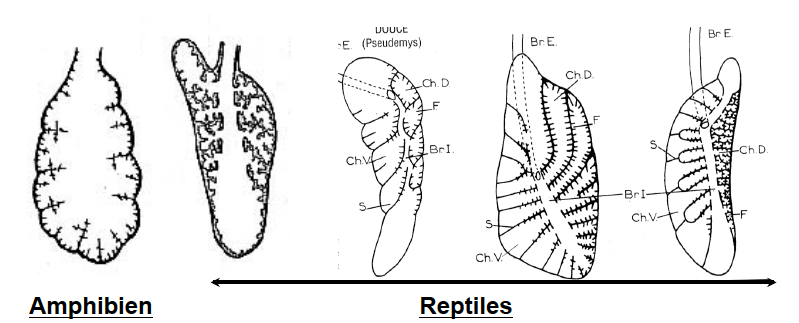 DOUCE
(Pseudemys)
r E.
Ch.D
F
Br I.
Ch.V.
S
Br E.
Ch.D.
F
Br I
S
Ch.V.
Br E.
S
Ch.D.
Ch.V.
F
Amphibien
Reptiles